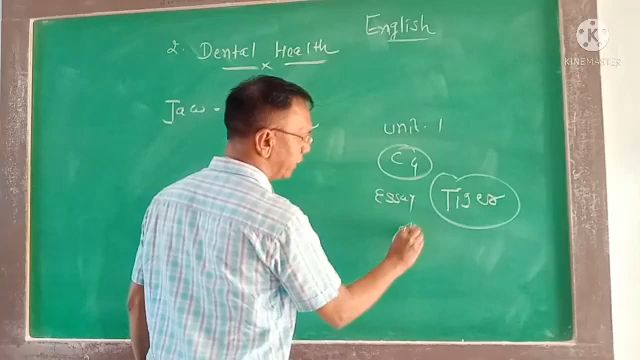 English
2. Dental Health
Jaw -
Unit. 1
Essay Tiger
KINEMASTER